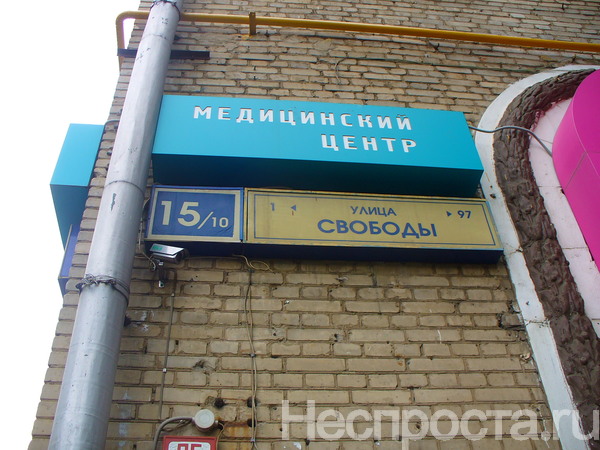 МЕДИЦИНСКИЙ
ЦЕНТР
15/10
1 УЛИЦА 97
СВОБОДЫ
Неспроста.ru